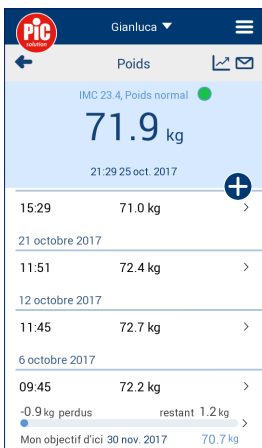 PiC
solution
Gianluca
Poids
IMC 23.4, Poids normal
71.9 kg
21:29 25 oct. 2017
15:29 71.0 kg
21 octobre 2017
11:51 72.4 kg
12 octobre 2017
11:45 72.7 kg
6 octobre 2017
09:45 72.2 kg
-0.9 kg perdus restant 1.2 kg
Mon objectif d'ici 30 nov. 2017 70.7 kg